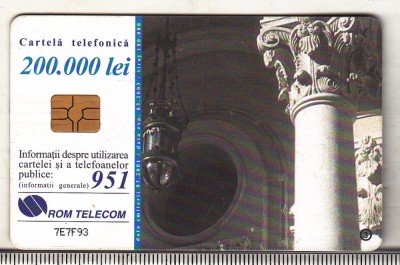 Cartelă telefonică
200.000 lei
Informații despre utilizarea
cartelei și a telefoanelor
publice:
(informații generale) 951
ROM TELECOM
7E7F93